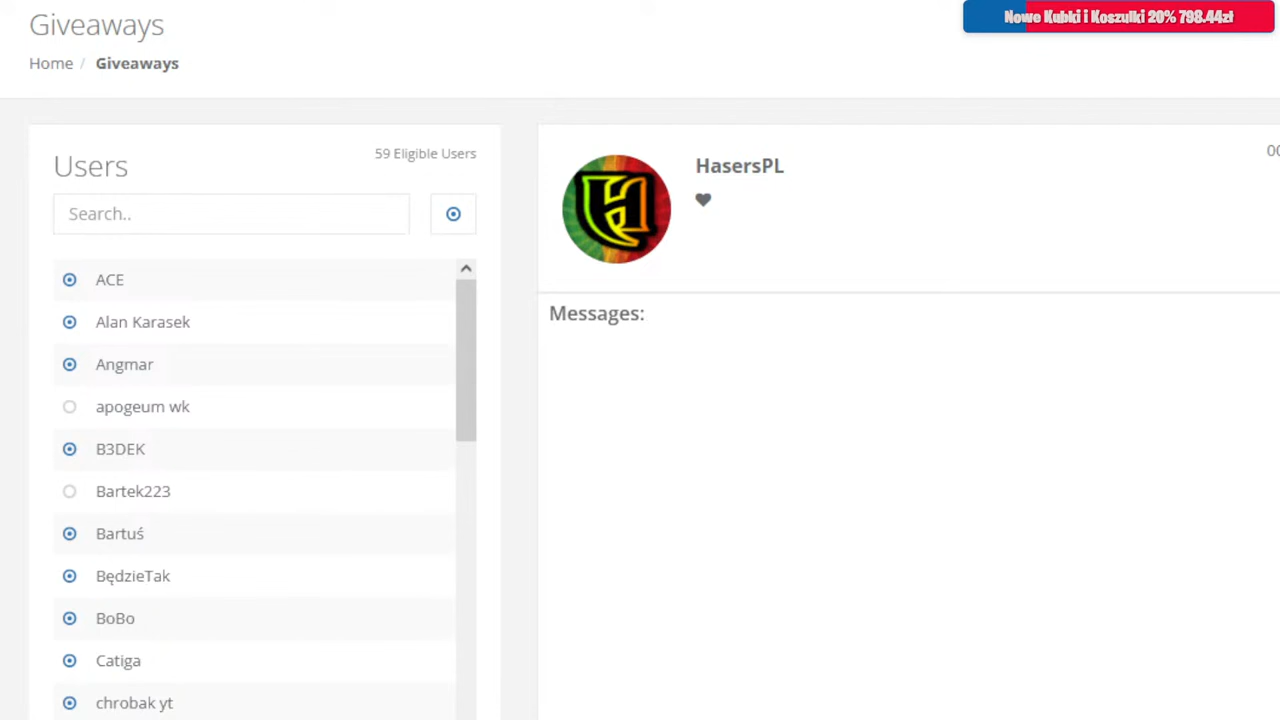 Giveaways
Nowe Kubki i Koszulki 20% 798.44zł
Home / Giveaways
Users
59 Eligible Users
Search..
ACE
Alan Karasek
Angmar
apogeum wk
B3DEK
Bartek223
Bartuś
BędzieTak
BoBo
Catiga
chrobak yt
HasersPL
00
Messages: